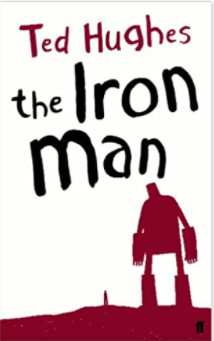 Ted Hughes
the Iron
man
ff